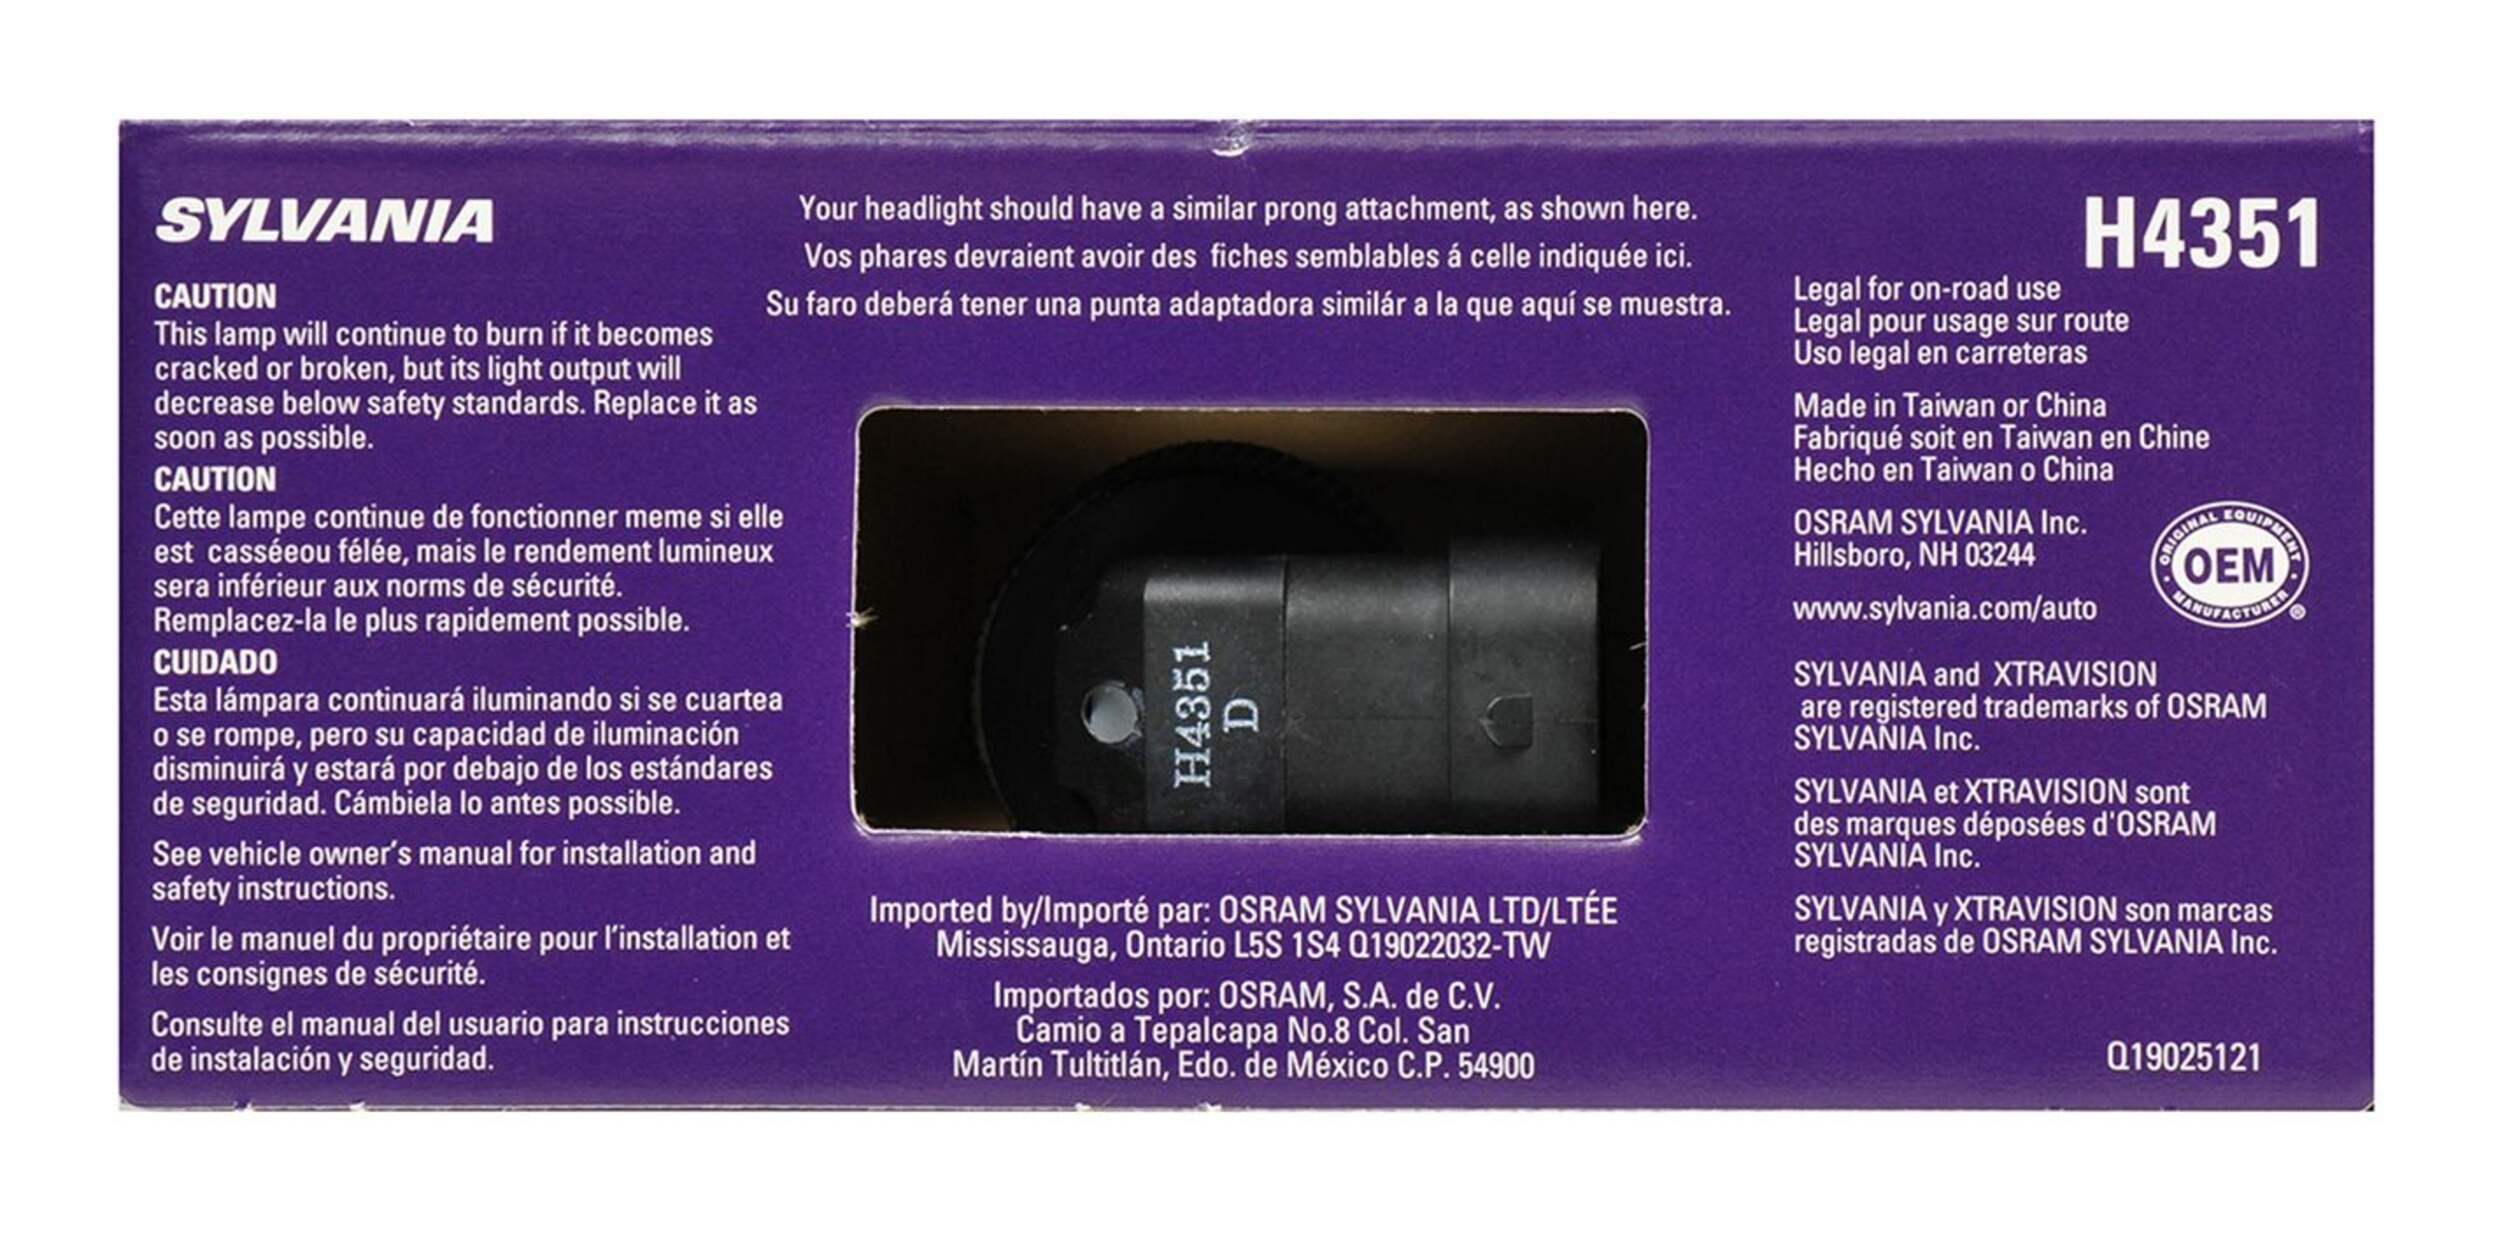 SYLVANIA
CAUTION
This lamp will continue to burn if it becomes
cracked or broken, but its light output will
decrease below safety standards. Replace it as
soon as possible.
CAUTION
Cette lampe continue de fonctionner meme si elle
est casséeou félée, mais le rendement lumineux
sera inférieur aux norms de sécurité.
Remplacez-la le plus rapidement possible.
CUIDADO
Esta lámpara continuará iluminando si se cuartea
o se rompe, pero su capacidad de iluminación
disminuirá y estará por debajo de los estándares
de seguridad. Cámbiela lo antes possible.
See vehicle owner's manual for installation and
safety instructions.
Voir le manuel du propriétaire pour l'installation et
les consignes de sécurité.
Consulte el manual del usuario para instrucciones
de instalación y seguridad.
Your headlight should have a similar prong attachment, as shown here.
Vos phares devraient avoir des fiches semblables á celle indiquée ici.
Su faro deberá tener una punta adaptadora similár a la que aquí se muestra.
H4351
D
Imported by/Importé par: OSRAM SYLVANIA LTD/LTÉE
Mississauga, Ontario L5S 1S4 Q19022032-TW
Importados por: OSRAM, S.A. de C.V.
Camio a Tepalcapa No.8 Col. San
Martín Tultitlán, Edo. de México C.P. 54900
H4351
Legal for on-road use
Legal pour usage sur route
Uso legal en carreteras
Made in Taiwan or China
Fabriqué soit en Taiwan en Chine
Hecho en Taiwan o China
OSRAM SYLVANIA Inc.
Hillsboro, NH 03244
www.sylvania.com/auto
ORIGINAL EQUIPMENT
OEM
MANUFACTURER
®
SYLVANIA and XTRAVISION
are registered trademarks of OSRAM
SYLVANIA Inc.
SYLVANIA et XTRAVISION sont
des marques déposées d'OSRAM
SYLVANIA Inc.
SYLVANIA y XTRAVISION son marcas
registradas de OSRAM SYLVANIA Inc.
Q19025121